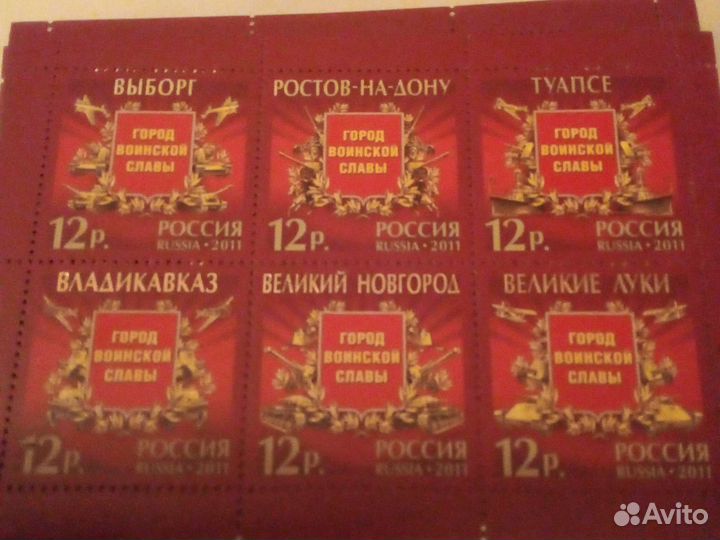 ВЫБОРГ
ГОРОД
ВОИНСКОЙ
СЛАВЫ
12р.
РОССИЯ
RUSSIA • 2011
РОСТОВ-НА-ДОНУ
ГОРОД
ВОИНСКОЙ
СЛАВЫ
12р.
РОССИЯ
RUSSIA • 2011
ТУАПСЕ
ГОРОД
ВОИНСКОЙ
СЛАВЫ
12р.
РОССИЯ
RUSSIA • 2011
ВЛАДИКАВКАЗ
ГОРОД
ВОИНСКОЙ
СЛАВЫ
12р.
РОССИЯ
RUSSIA • 2011
ВЕЛИКИЙ НОВГОРОД
ГОРОД
ВОИНСКОЙ
СЛАВЫ
12р.
РОССИЯ
RUSSIA • 2011
ВЕЛИКИЕ ЛУКИ
ГОРОД
ВОИНСКОЙ
СЛАВЫ
12р.
РОССИЯ
RUSSIA • 2011
Avito